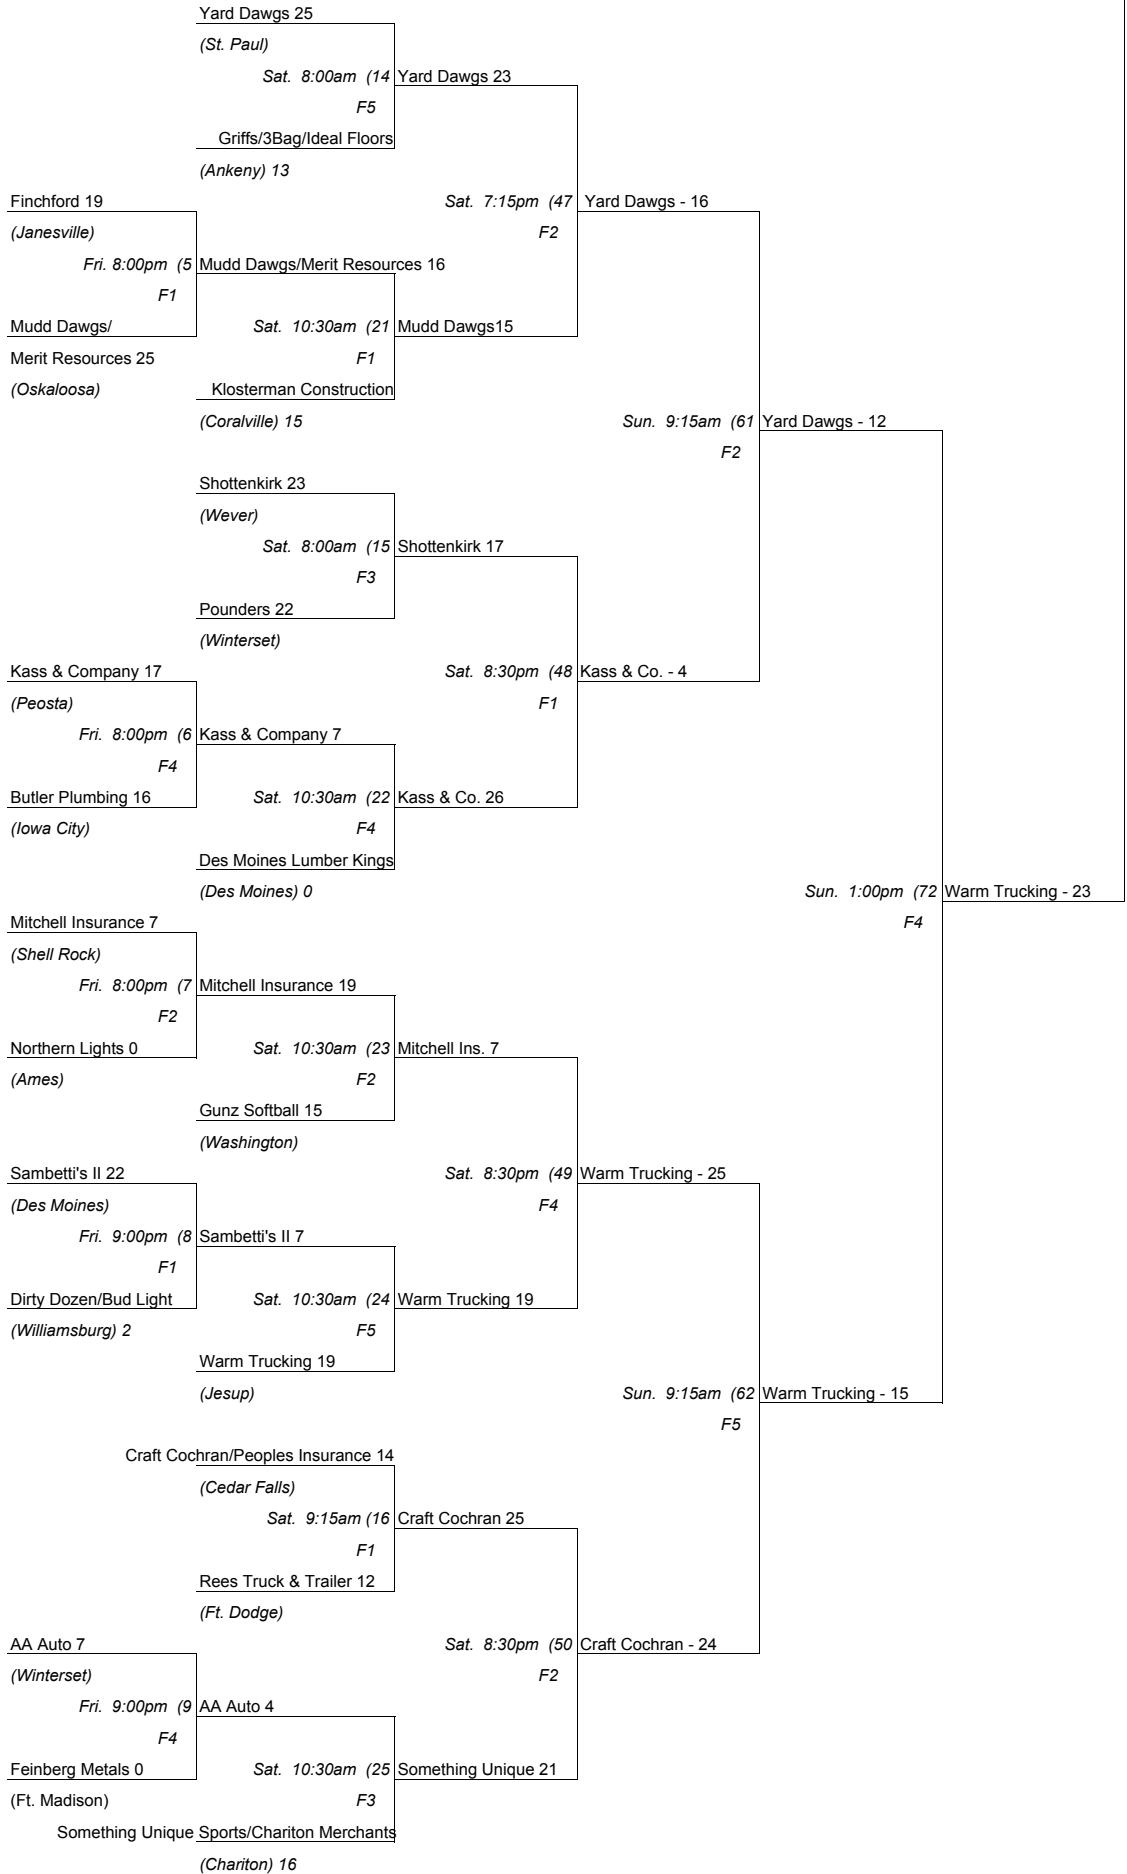 Yard Dawgs 25
(St. Paul)
Sat. 8:00am (14 Yard Dawgs 23
F5
Griffs/3Bag/Ideal Floors
(Ankeny) 13
Finchford 19 Sat. 7:15pm (47 Yard Dawgs - 16
(Janesville) F2
Fri. 8:00pm (5 Mudd Dawgs/Merit Resources 16
F1
Mudd Dawgs/ Sat. 10:30am (21 Mudd Dawgs15
Merit Resources 25 F1
(Oskaloosa) Klosterman Construction
(Coralville) 15 Sun. 9:15am (61 Yard Dawgs - 12
F2
Shottenkirk 23
(Wever)
Sat. 8:00am (15 Shottenkirk 17
F3
Pounders 22
(Winterset)
Kass & Company 17 Sat. 8:30pm (48 Kass & Co. - 4
(Peosta) F1
Fri. 8:00pm (6 Kass & Company 7
F4
Butler Plumbing 16 Sat. 10:30am (22 Kass & Co. 26
(Iowa City) F4
Des Moines Lumber Kings
(Des Moines) 0 Sun. 1:00pm (72 Warm Trucking - 23
Mitchell Insurance 7 F4
(Shell Rock)
Fri. 8:00pm (7 Mitchell Insurance 19
F2
Northern Lights 0 Sat. 10:30am (23 Mitchell Ins. 7
(Ames) F2
Gunz Softball 15
(Washington)
Sambetti's II 22 Sat. 8:30pm (49 Warm Trucking - 25
(Des Moines) F4
Fri. 9:00pm (8 Sambetti's II 7
F1
Dirty Dozen/Bud Light Sat. 10:30am (24 Warm Trucking 19
(Williamsburg) 2 F5
Warm Trucking 19
(Jesup) Sun. 9:15am (62 Warm Trucking - 15
F5
Craft Cochran/Peoples Insurance 14
(Cedar Falls)
Sat. 9:15am (16 Craft Cochran 25
F1
Rees Truck & Trailer 12
(Ft. Dodge)
AA Auto 7 Sat. 8:30pm (50 Craft Cochran - 24
(Winterset) F2
Fri. 9:00pm (9 AA Auto 4
F4
Feinberg Metals 0 Sat. 10:30am (25 Something Unique 21
(Ft. Madison) F3
Something Unique Sports/Chariton Merchants
(Chariton) 16